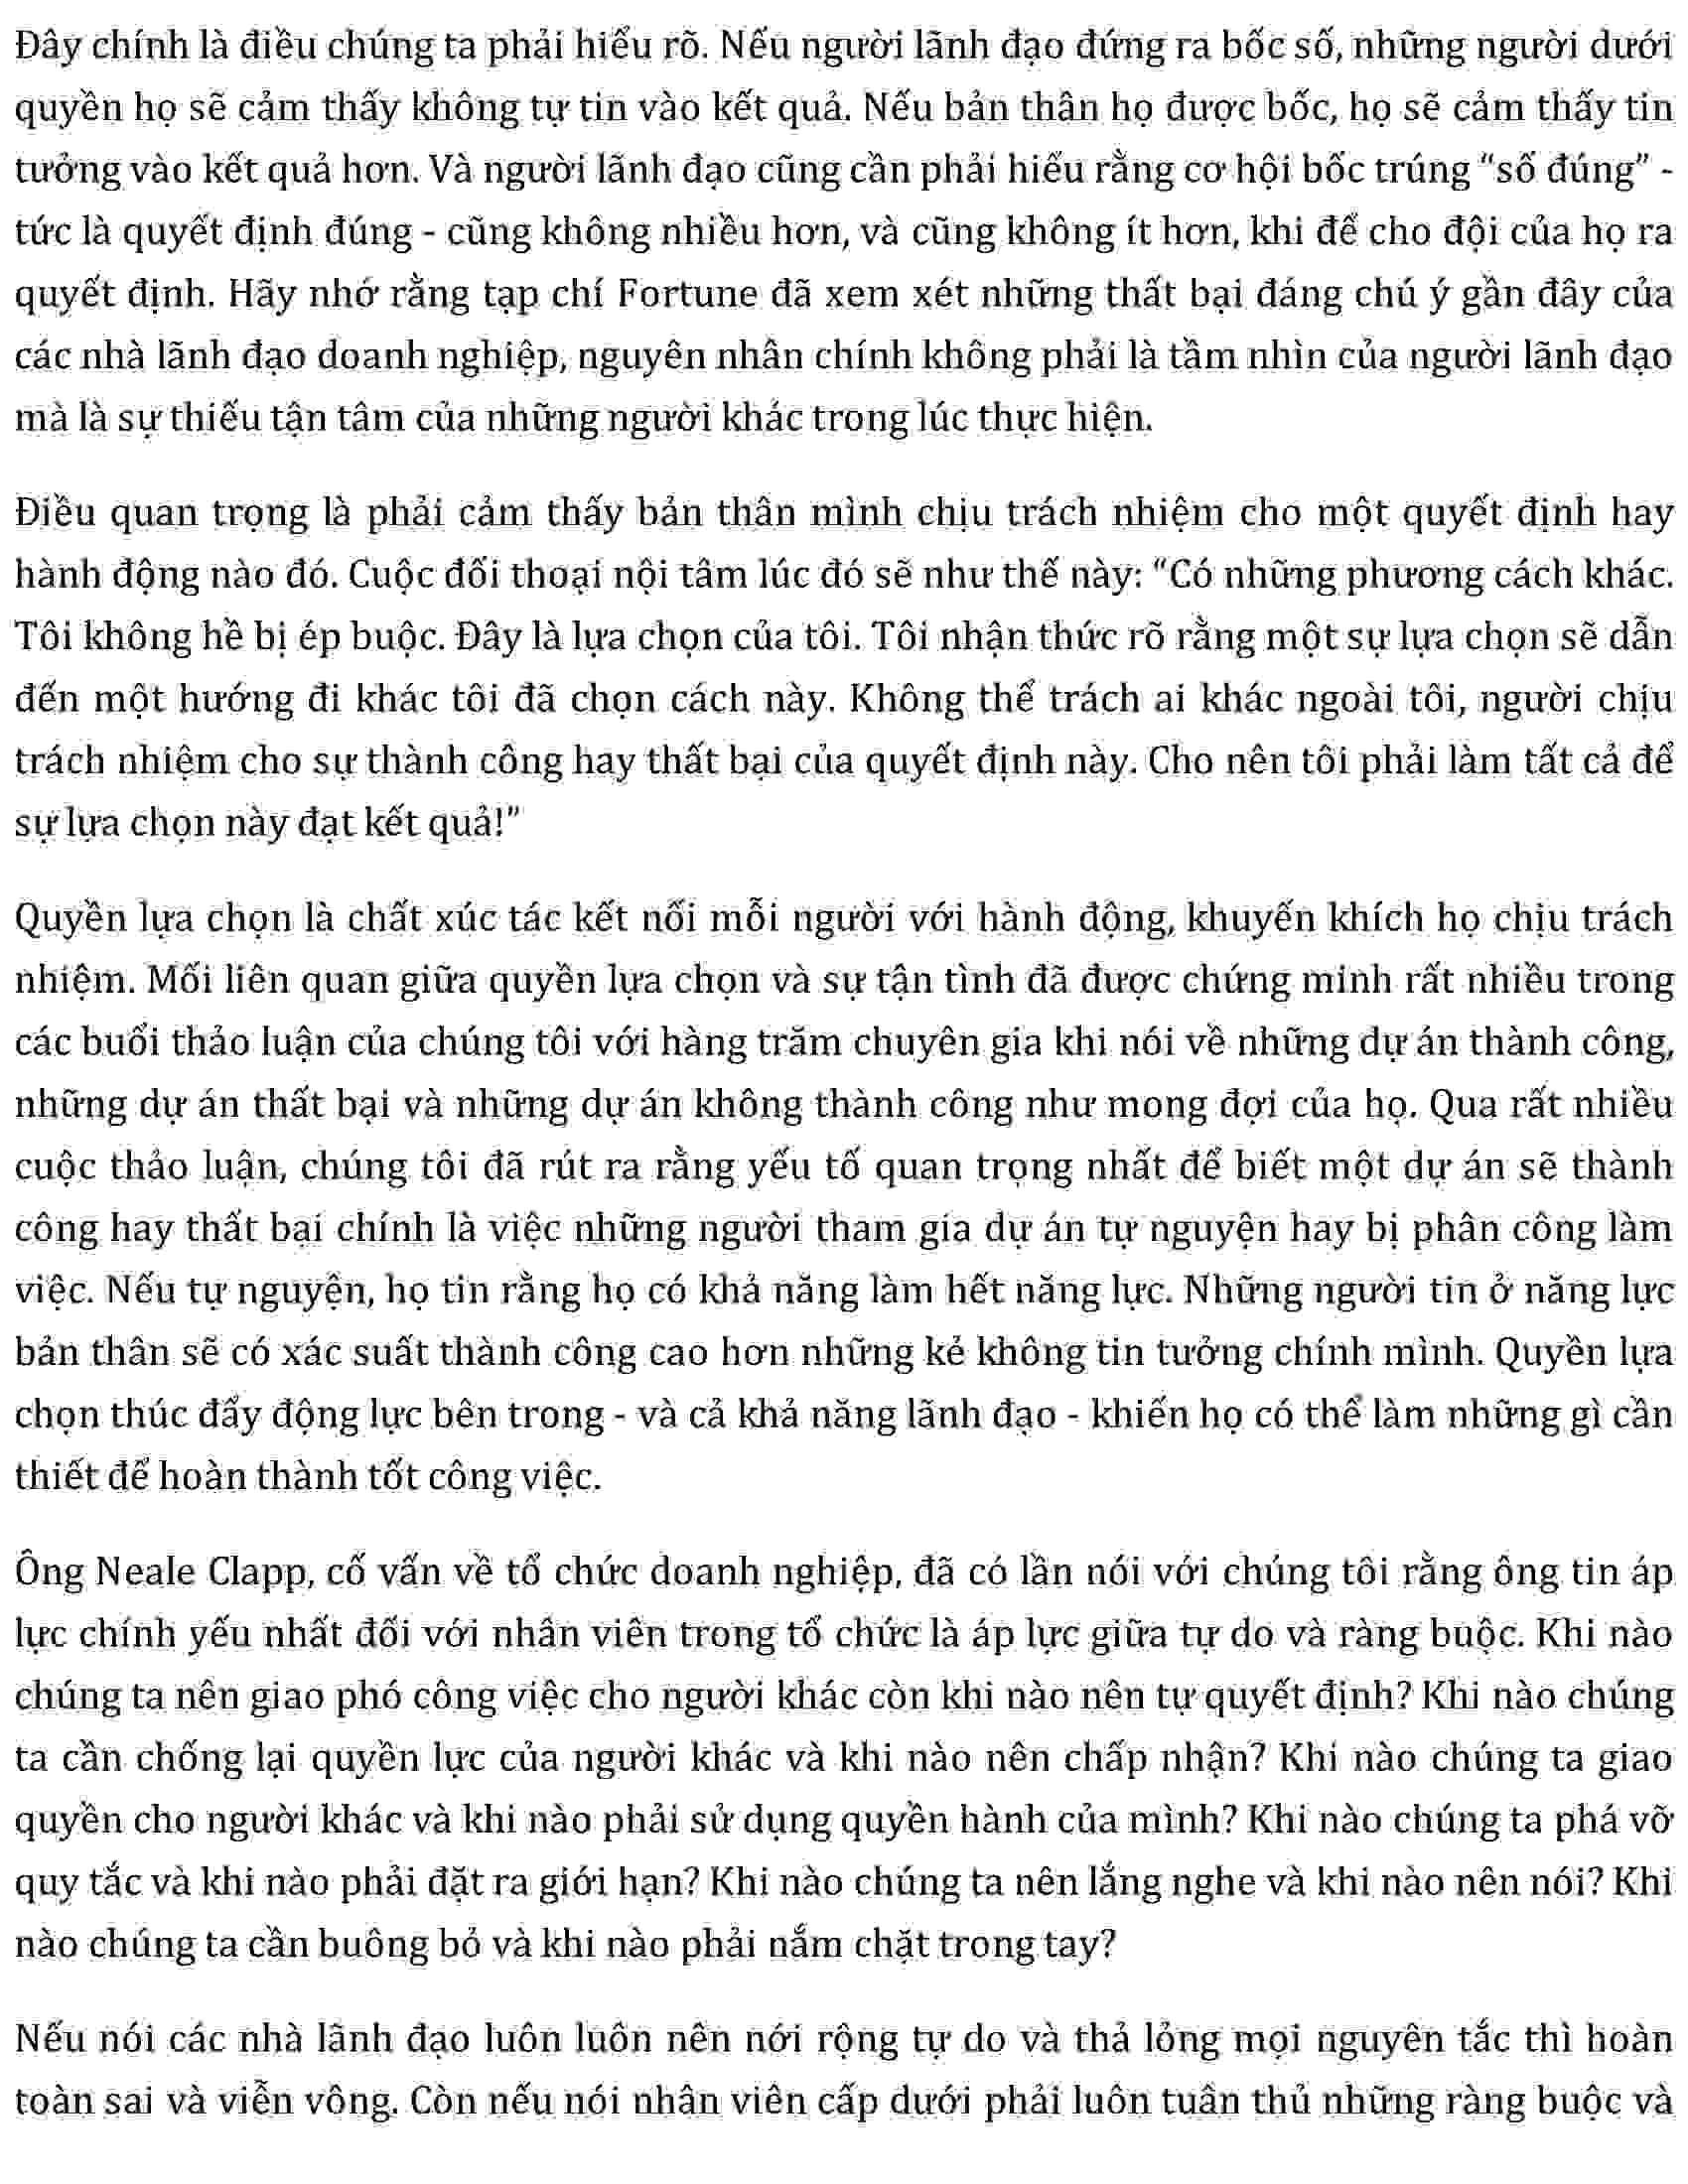 Đây chính là điều chúng ta phải hiểu rõ. Nếu người lãnh đạo đứng ra bốc số, những người dưới
quyền họ sẽ cảm thấy không tự tin vào kết quả. Nếu bản thân họ được bốc, họ sẽ cảm thấy tin
tưởng vào kết quả hơn. Và người lãnh đạo cũng cần phải hiểu rằng cơ hội bốc trúng “số đúng” -
tức là quyết định đúng - cũng không nhiều hơn, và cũng không ít hơn, khi để cho đội của họ ra
quyết định. Hãy nhớ rằng tạp chí Fortune đã xem xét những thất bại đáng chú ý gần đây của
các nhà lãnh đạo doanh nghiệp, nguyên nhân chính không phải là tầm nhìn của người lãnh đạo
mà là sự thiếu tận tâm của những người khác trong lúc thực hiện.
Điều quan trọng là phải cảm thấy bản thân mình chịu trách nhiệm cho một quyết định hay
hành động nào đó. Cuộc đối thoại nội tâm lúc đó sẽ như thế này: “Có những phương cách khác.
Tôi không hề bị ép buộc. Đây là lựa chọn của tôi. Tôi nhận thức rõ rằng một sự lựa chọn sẽ dẫn
đến một hướng đi khác tôi đã chọn cách này. Không thể trách ai khác ngoài tôi, người chịu
trách nhiệm cho sự thành công hay thất bại của quyết định này. Cho nên tôi phải làm tất cả để
sự lựa chọn này đạt kết quả!”
Quyền lựa chọn là chất xúc tác kết nối mỗi người với hành động, khuyến khích họ chịu trách
nhiệm. Mối liên quan giữa quyền lựa chọn và sự tận tình đã được chứng minh rất nhiều trong
các buổi thảo luận của chúng tôi với hàng trăm chuyên gia khi nói về những dự án thành công,
những dự án thất bại và những dự án không thành công như mong đợi của họ. Qua rất nhiều
cuộc thảo luận, chúng tôi đã rút ra rằng yếu tố quan trọng nhất để biết một dự án sẽ thành
công hay thất bại chính là việc những người tham gia dự án tự nguyện hay bị phân công làm
việc. Nếu tự nguyện, họ tin rằng họ có khả năng làm hết năng lực. Những người tin ở năng lực
bản thân sẽ có xác suất thành công cao hơn những kẻ không tin tưởng chính mình. Quyền lựa
chọn thúc đẩy động lực bên trong - và cả khả năng lãnh đạo - khiến họ có thể làm những gì cần
thiết để hoàn thành tốt công việc.
Ông Neale Clapp, cố vấn về tổ chức doanh nghiệp, đã có lần nói với chúng tôi rằng ông tin áp
lực chính yếu nhất đối với nhân viên trong tổ chức là áp lực giữa tự do và ràng buộc. Khi nào
chúng ta nên giao phó công việc cho người khác còn khi nào nên tự quyết định? Khi nào chúng
ta cần chống lại quyền lực của người khác và khi nào nên chấp nhận? Khi nào chúng ta giao
quyền cho người khác và khi nào phải sử dụng quyền hành của mình? Khi nào chúng ta phá vỡ
quy tắc và khi nào phải đặt ra giới hạn? Khi nào chúng ta nên lắng nghe và khi nào nên nói? Khi
nào chúng ta cần buông bỏ và khi nào phải nắm chặt trong tay?
Nếu nói các nhà lãnh đạo luôn luôn nên nới rộng tự do và thả lỏng mọi nguyên tắc thì hoàn
toàn sai và viễn vông. Còn nếu nói nhân viên cấp dưới phải luôn tuân thủ những ràng buộc và